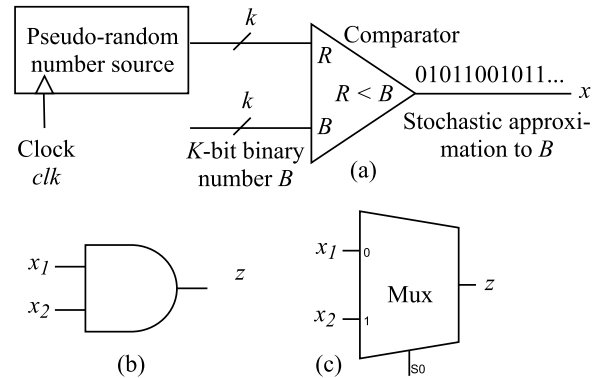 Pseudo-random
number source
k
R
Comparator
R < B
01011001011...
x
k
B
Clock
clk
K-bit binary
number B
Stochastic approxi-
mation to B
(a)
x1
x2
z
(b)
x1
0
x2
1
Mux
z
S0
(c)